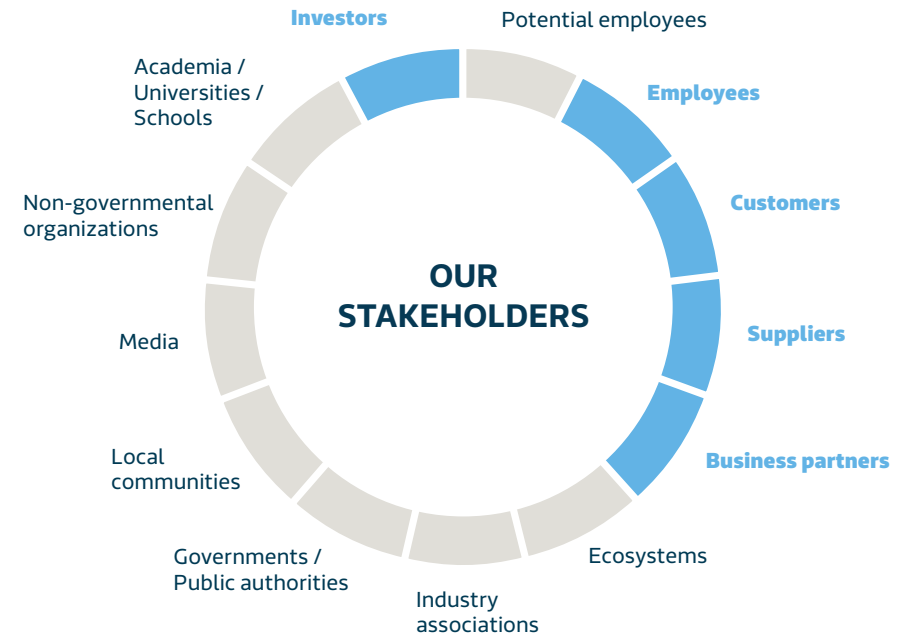 Investors
Potential employees
Academia /
Universities /
Schools
Employees
Non-governmental
organizations
Customers
OUR
STAKEHOLDERS
Media
Suppliers
Local
communities
Business partners
Governments /
Public authorities
Ecosystems
Industry
associations